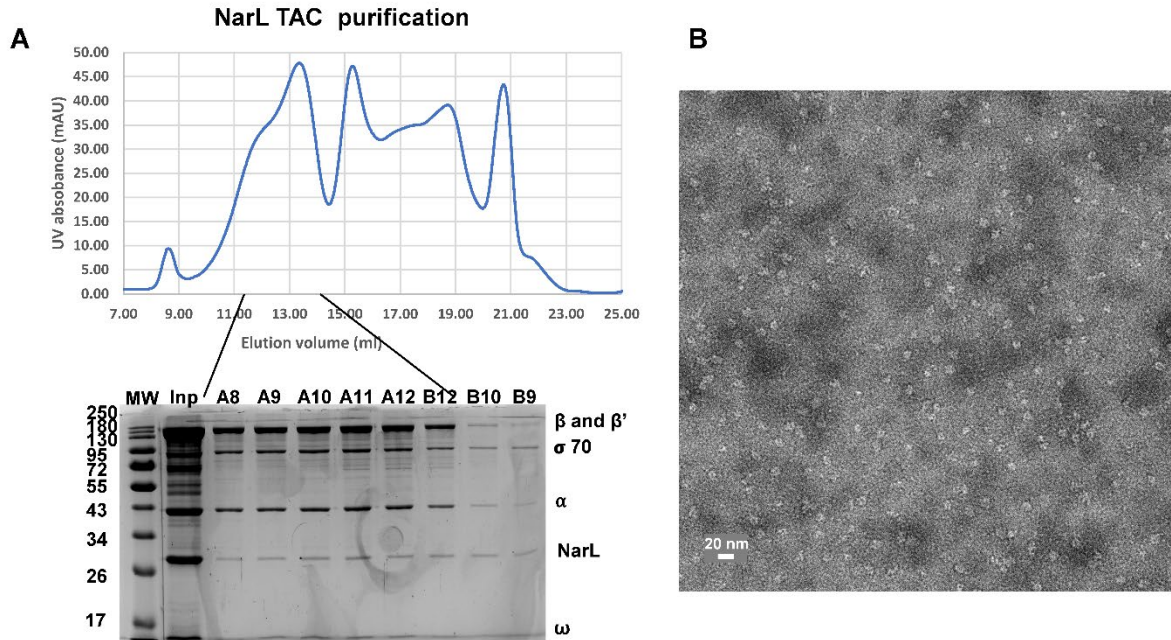 NarL TAC purification
A
B
50.00
45.00
40.00
35.00
30.00
25.00
20.00
15.00
10.00
5.00
0.00
UV absobance (mAU)
7.00 9.00 11.00 13.00 15.00 17.00 19.00 21.00 23.00 25.00
Elution volume (ml)
MW Inp A8 A9 A10 A11 A12 B12 B10 B9
250
180
130
95
72
55
43
34
26
17
β and β’
σ 70
α
NarL
ω
20 nm